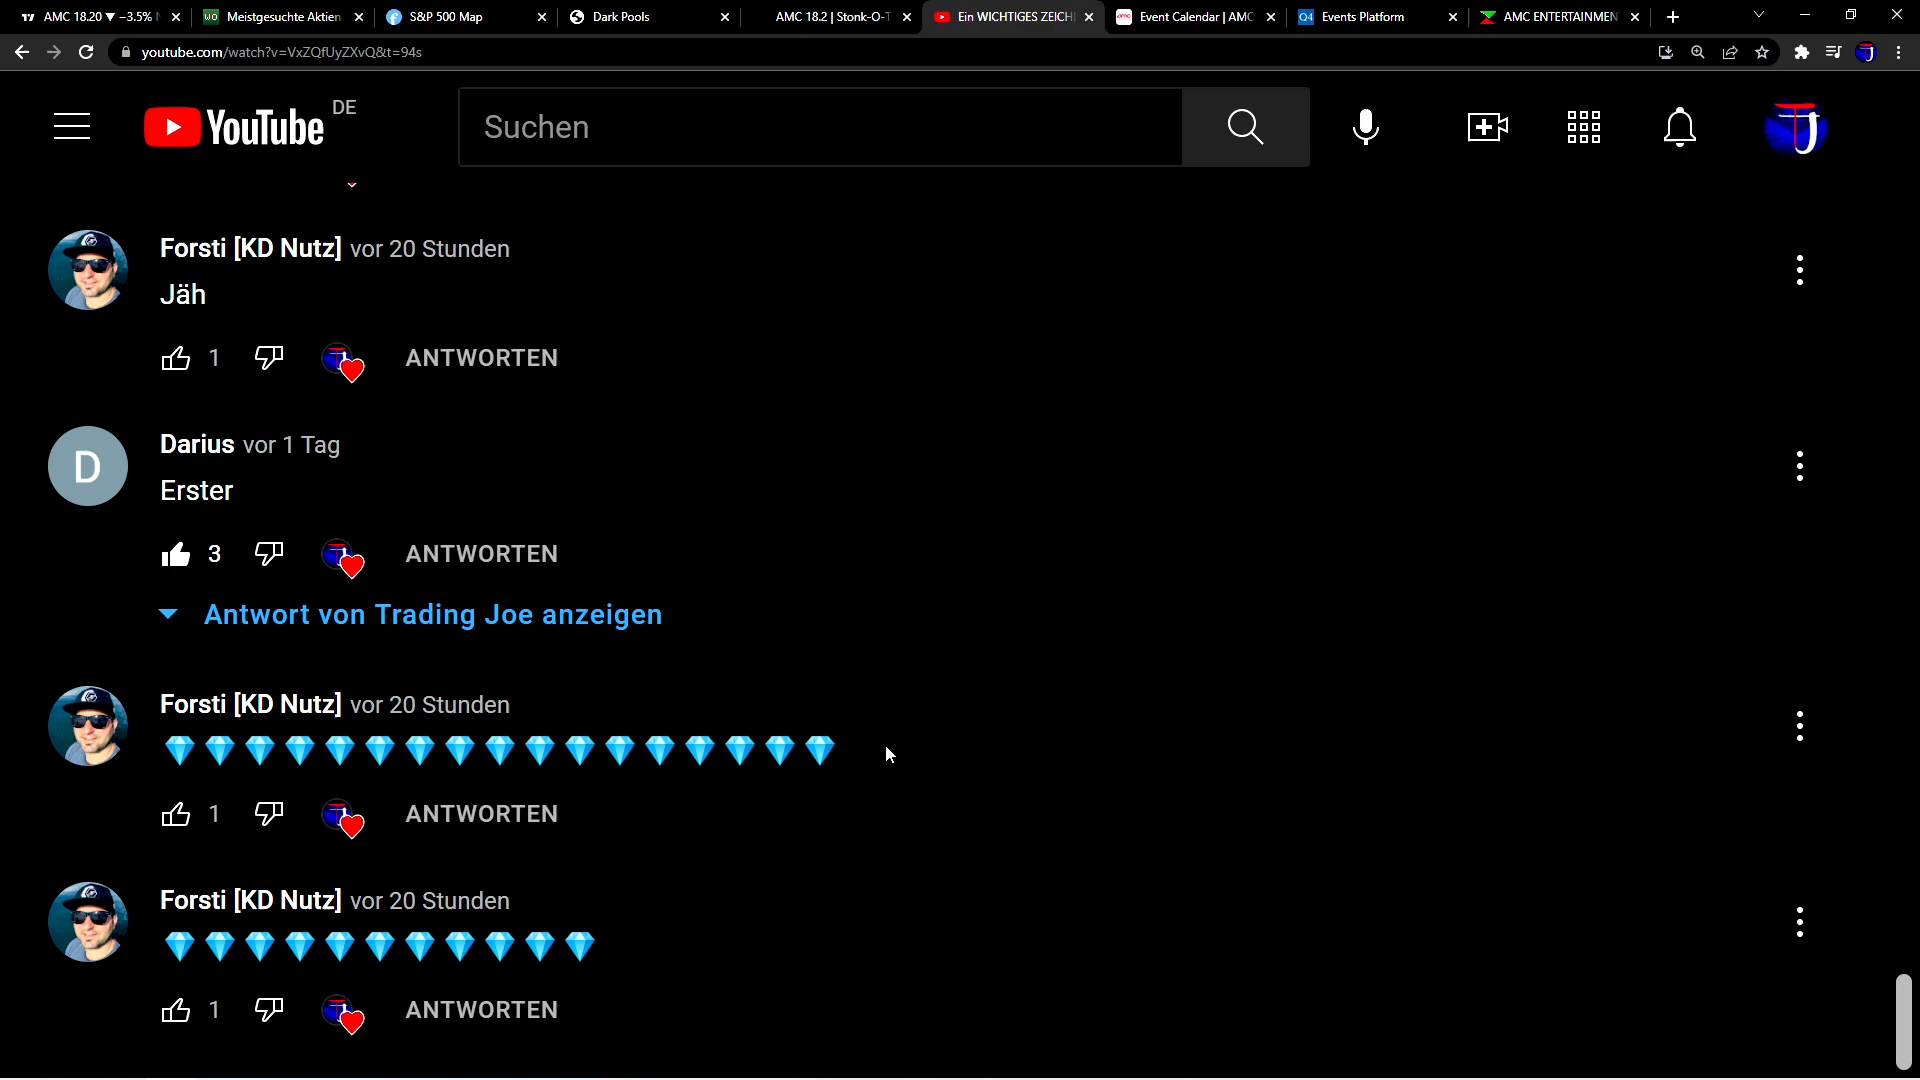 AMC 18.20 ▼ −3.5%
Meistgesuchte Aktien
S&P 500 Map
Dark Pools
AMC 18.2 | Stonk-O-T
Ein WICHTIGES ZEICH
Event Calendar | AMC
Events Platform
AMC ENTERTAINMEN
youtube.com/watch?v=VxZQfUyZXvQ&t=94s
YouTube DE
Suchen
Forsti [KD Nutz] vor 20 Stunden
Jäh
1 ANTWORTEN
D
Darius vor 1 Tag
Erster
3 ANTWORTEN
Antwort von Trading Joe anzeigen
Forsti [KD Nutz] vor 20 Stunden
💎💎💎💎💎💎💎💎💎💎💎💎💎💎💎💎💎
1 ANTWORTEN
Forsti [KD Nutz] vor 20 Stunden
💎💎💎💎💎💎💎💎💎💎💎
1 ANTWORTEN